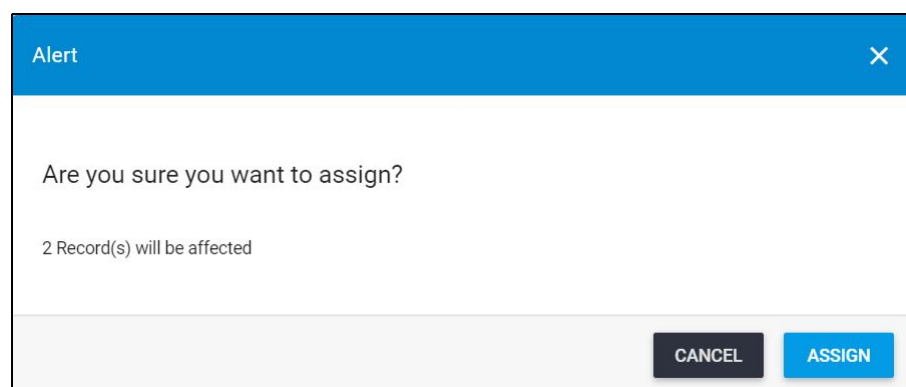 Alert
Are you sure you want to assign?
2 Record(s) will be affected
CANCEL ASSIGN